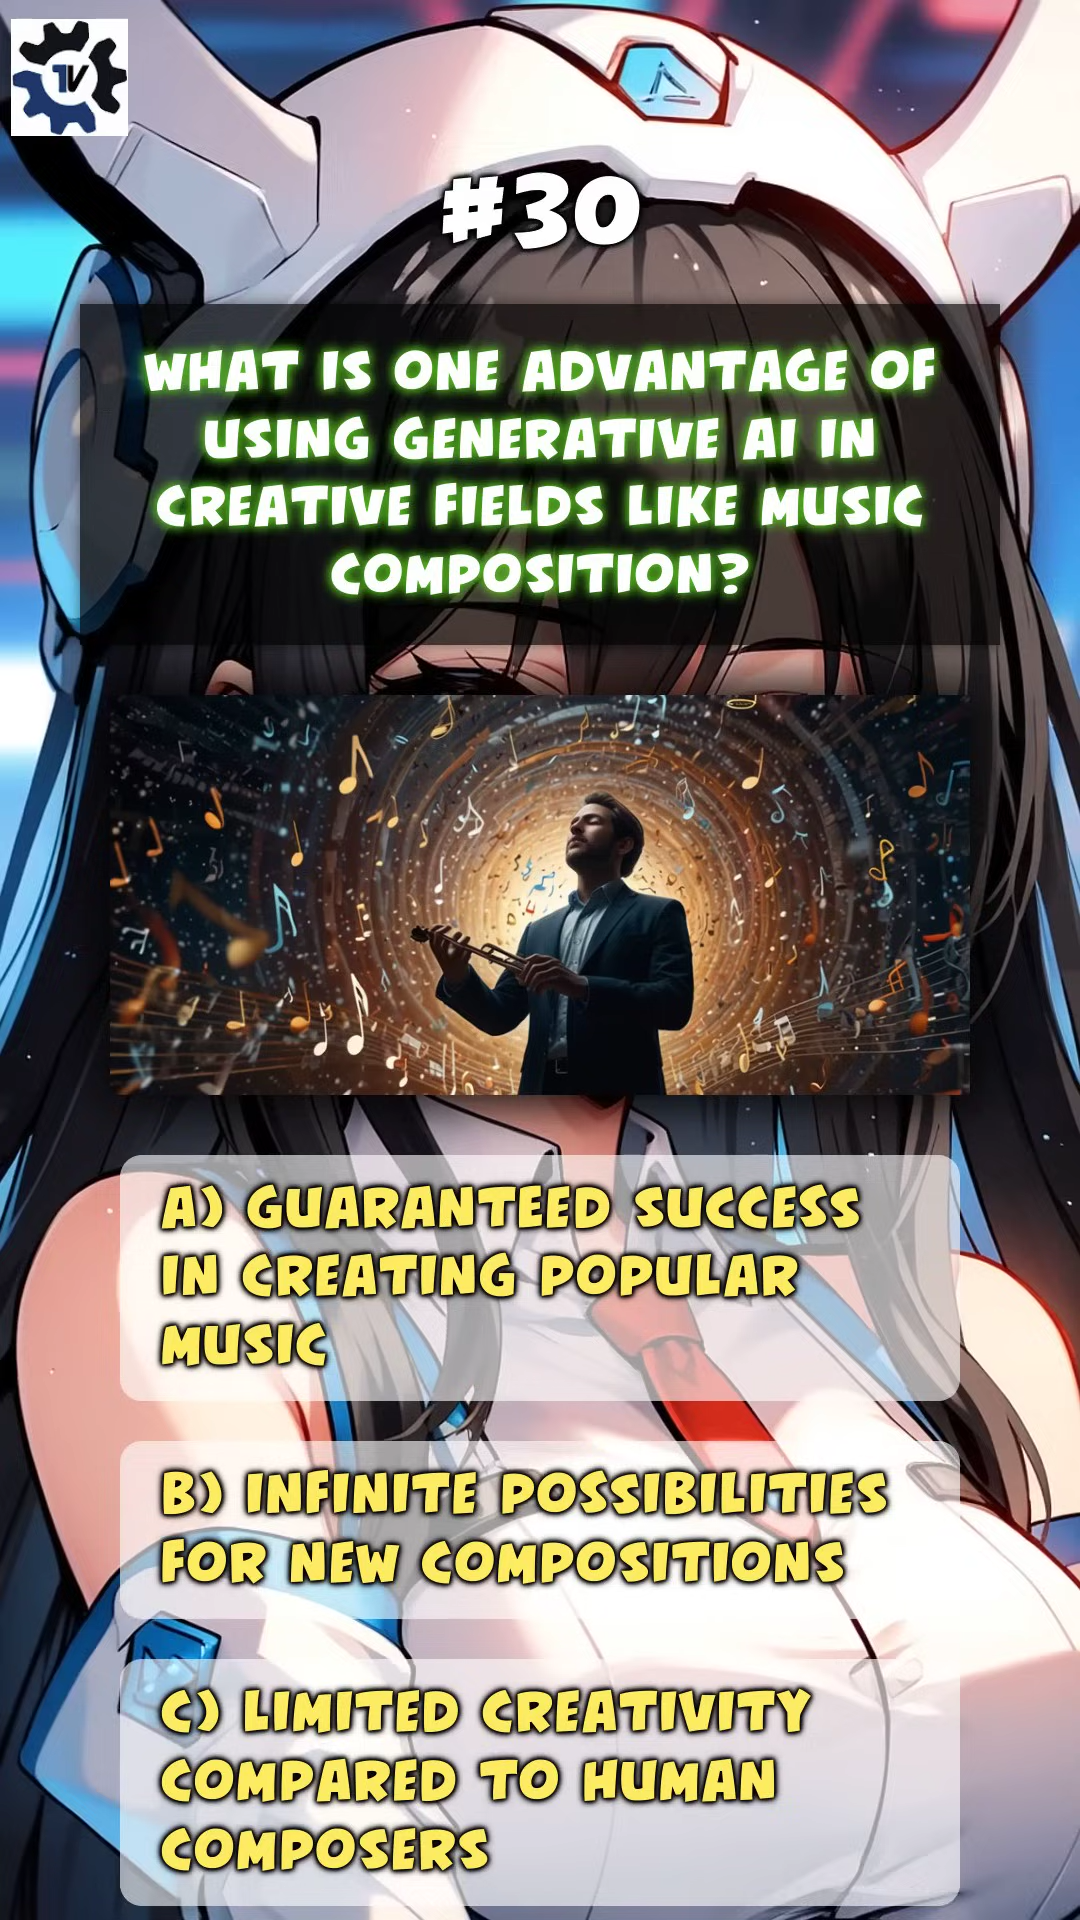 TV
#30
WHAT IS ONE ADVANTAGE OF
USING GENERATIVE AI IN
CREATIVE FIELDS LIKE MUSIC
COMPOSITION?
A) GUARANTEED SUCCESS
IN CREATING POPULAR
MUSIC
B) INFINITE POSSIBILITIES
FOR NEW COMPOSITIONS
C) LIMITED CREATIVITY
COMPARED TO HUMAN
COMPOSERS